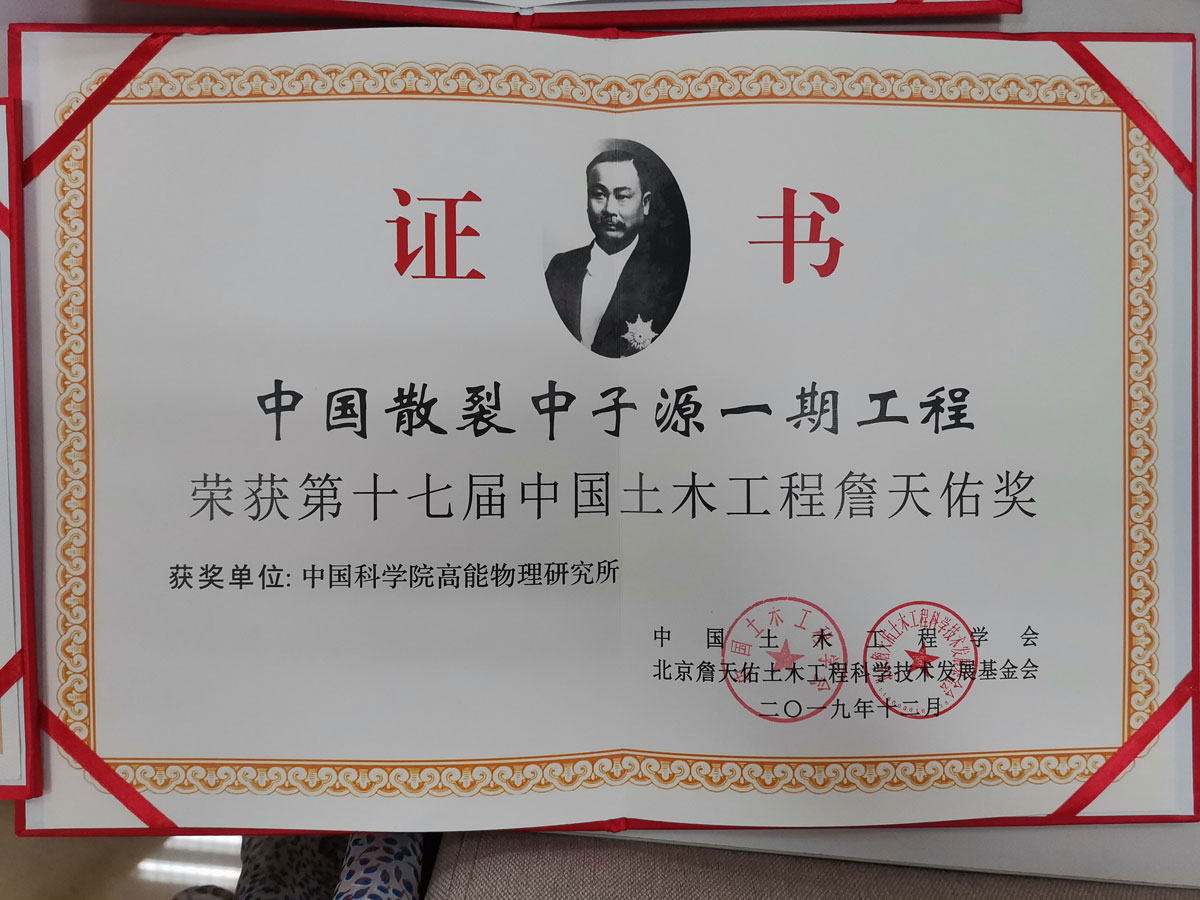 证书
中国散裂中子源一期工程
荣获第十七届中国土木工程詹天佑奖
获奖单位: 中国科学院高能物理研究所
中国土木工程学会
北京詹天佑土木工程科学技术发展基金会
二〇一九年十二月